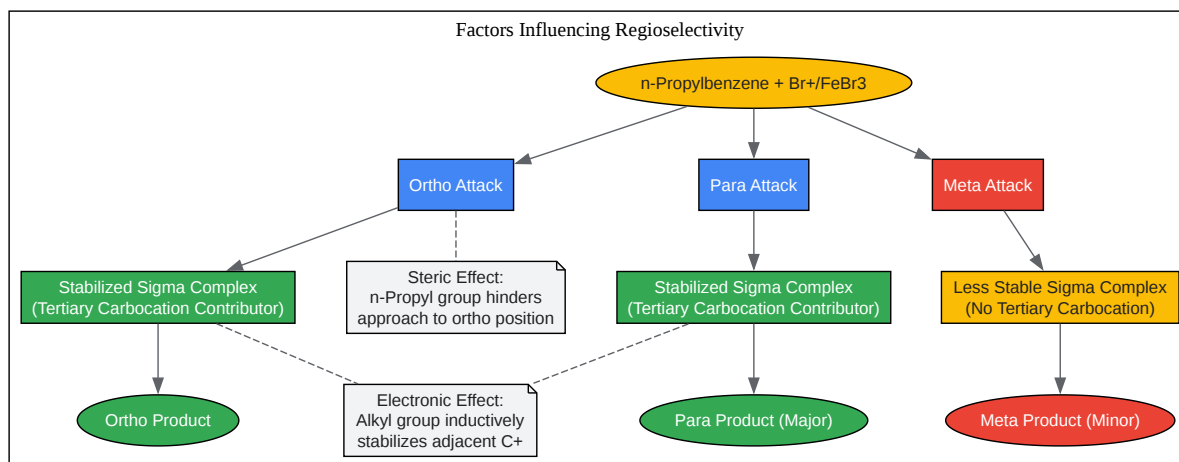 Factors Influencing Regioselectivity
n-Propylbenzene + Br+/FeBr3
Ortho Attack
Para Attack
Meta Attack
Stabilized Sigma Complex
(Tertiary Carbocation Contributor)
Steric Effect:
n-Propyl group hinders
approach to ortho position
Stabilized Sigma Complex
(Tertiary Carbocation Contributor)
Less Stable Sigma Complex
(No Tertiary Carbocation)
Ortho Product
Electronic Effect:
Alkyl group inductively
stabilizes adjacent C+
Para Product (Major)
Meta Product (Minor)